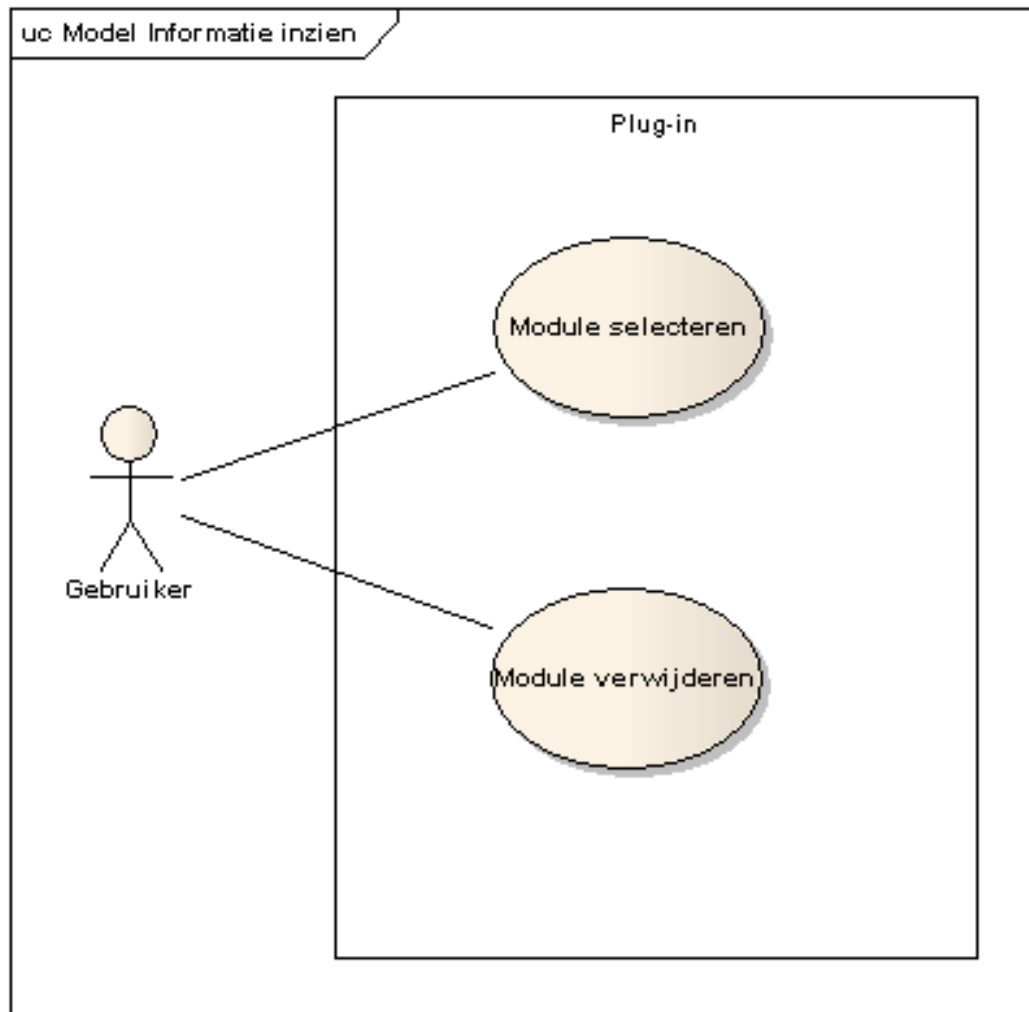 uc Model Informatie inzien
Plug-in
Module selecteren
Gebruiker
Module verwijderen